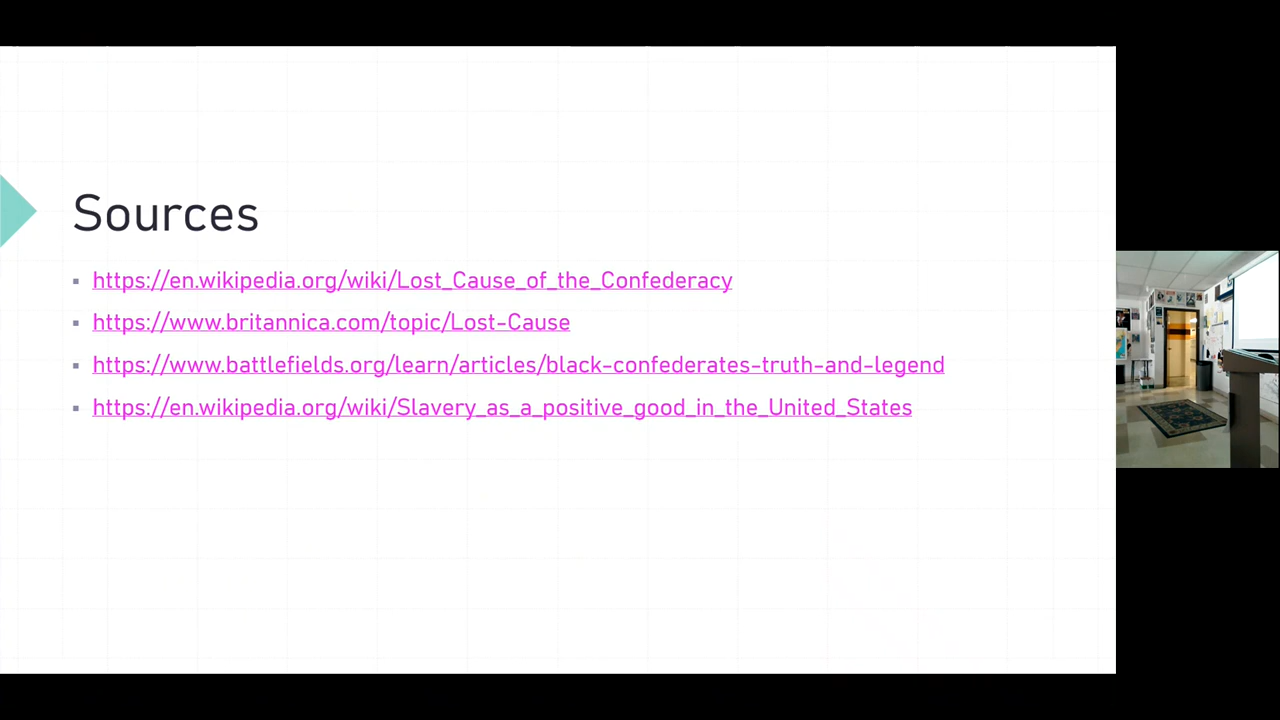 Sources
https://en.wikipedia.org/wiki/Lost_Cause_of_the_Confederacy
https://www.britannica.com/topic/Lost-Cause
https://www.battlefields.org/learn/articles/black-confederates-truth-and-legend
https://en.wikipedia.org/wiki/Slavery_as_a_positive_good_in_the_United_States